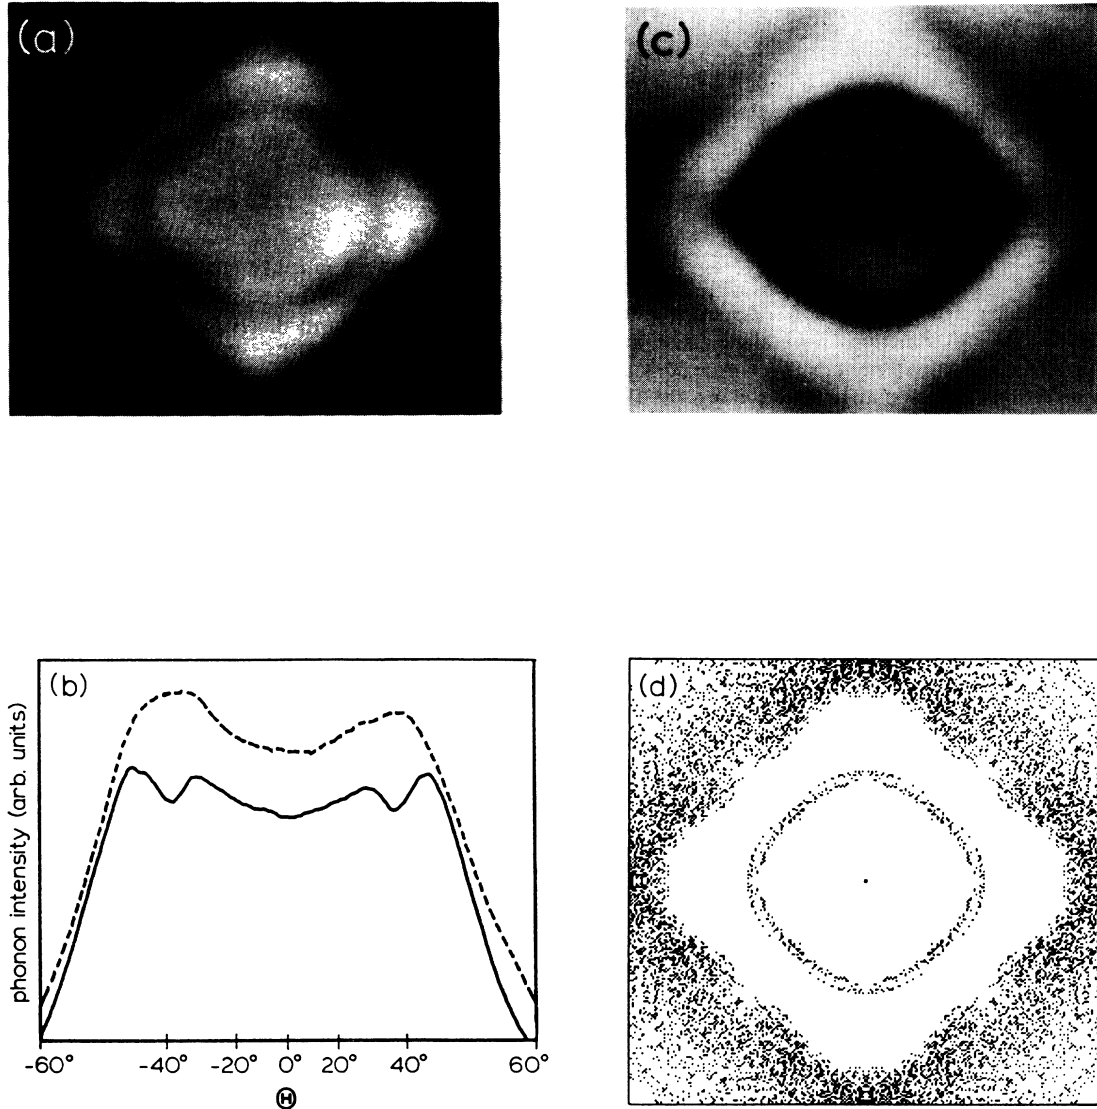 (a)
(c)
(b)
(d)
phonon intensity (arb. units)
-60° -40° -20° 0° 20° 40° 60°
Θ